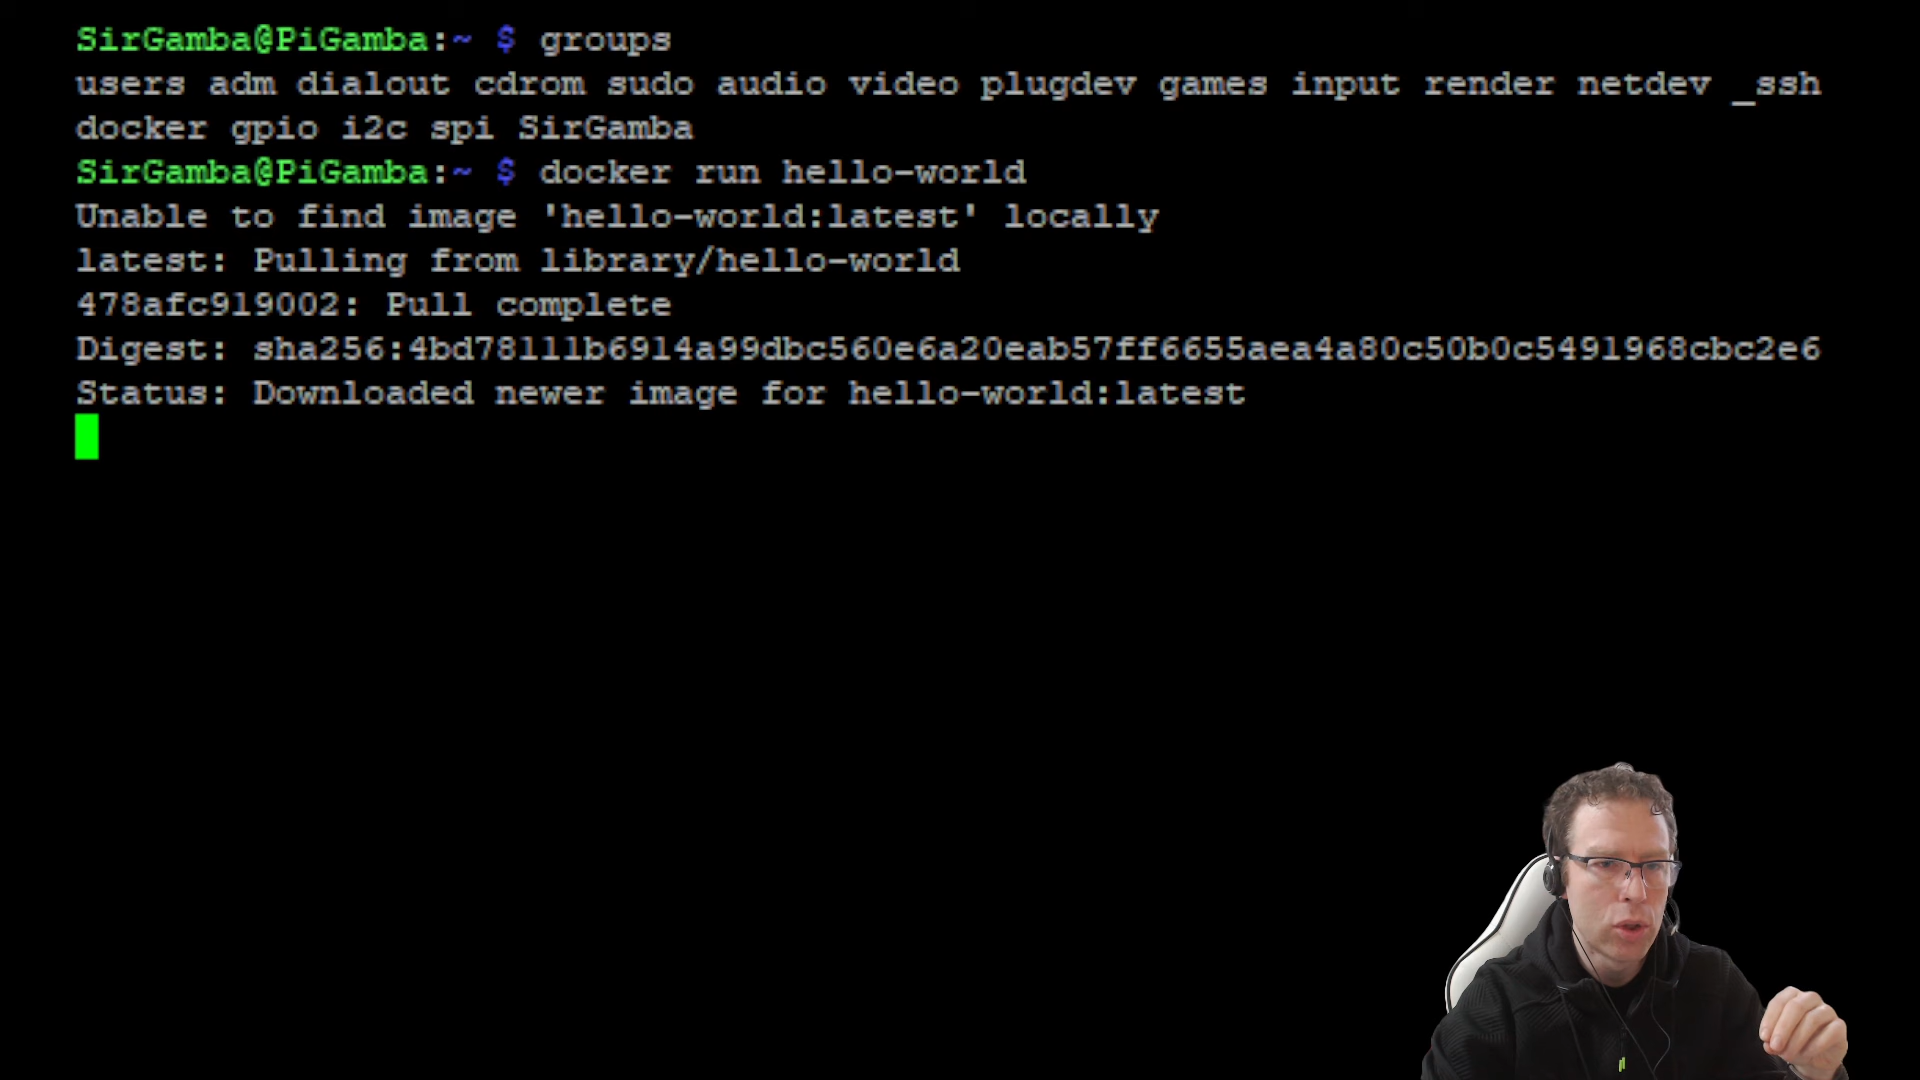 SirGamba@PiGamba:~ $ groups
users adm dialout cdrom sudo audio video plugdev games input render netdev _ssh
docker gpio i2c spi SirGamba
SirGamba@PiGamba:~ $ docker run hello-world
Unable to find image 'hello-world:latest' locally
latest: Pulling from library/hello-world
478afc919002: Pull complete
Digest: sha256:4bd78111b6914a99dbc560e6a20eab57ff6655aea4a80c50b0c5491968cbc2e6
Status: Downloaded newer image for hello-world:latest